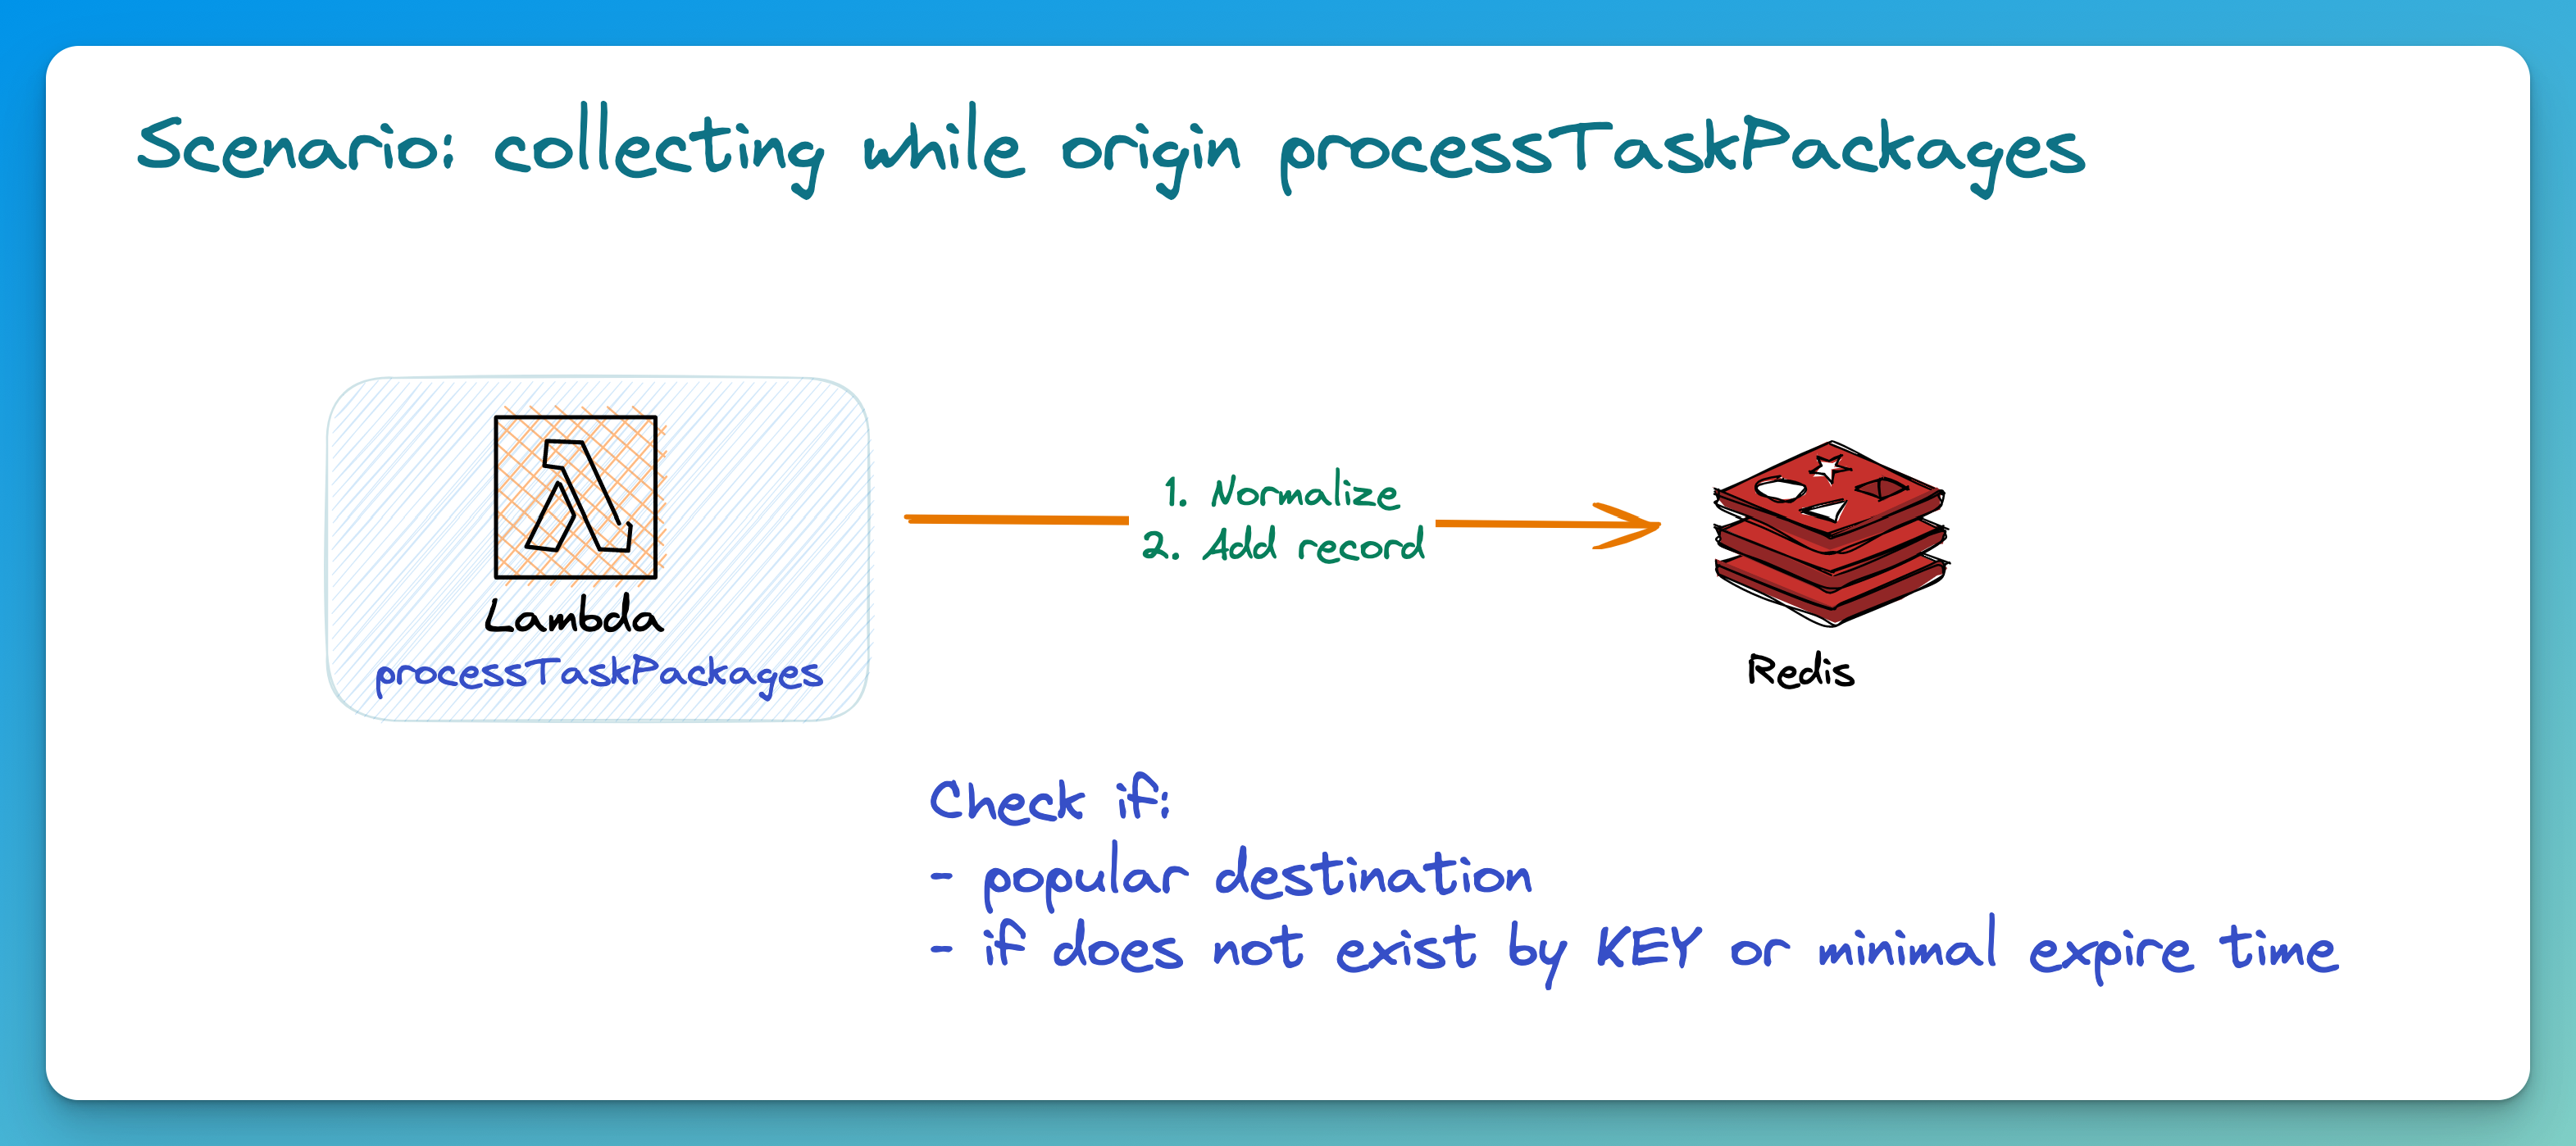 Scenario: collecting while origin processTaskPackages
1. Normalize
2. Add record
Lambda
processTaskPackages
Redis
Check if:
- popular destination
- if does not exist by KEY or minimal expire time